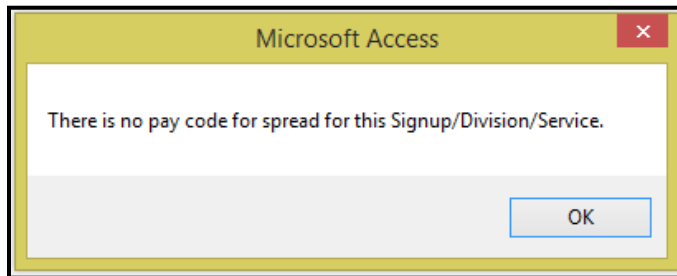 Microsoft Access
There is no pay code for spread for this Signup/Division/Service.
OK